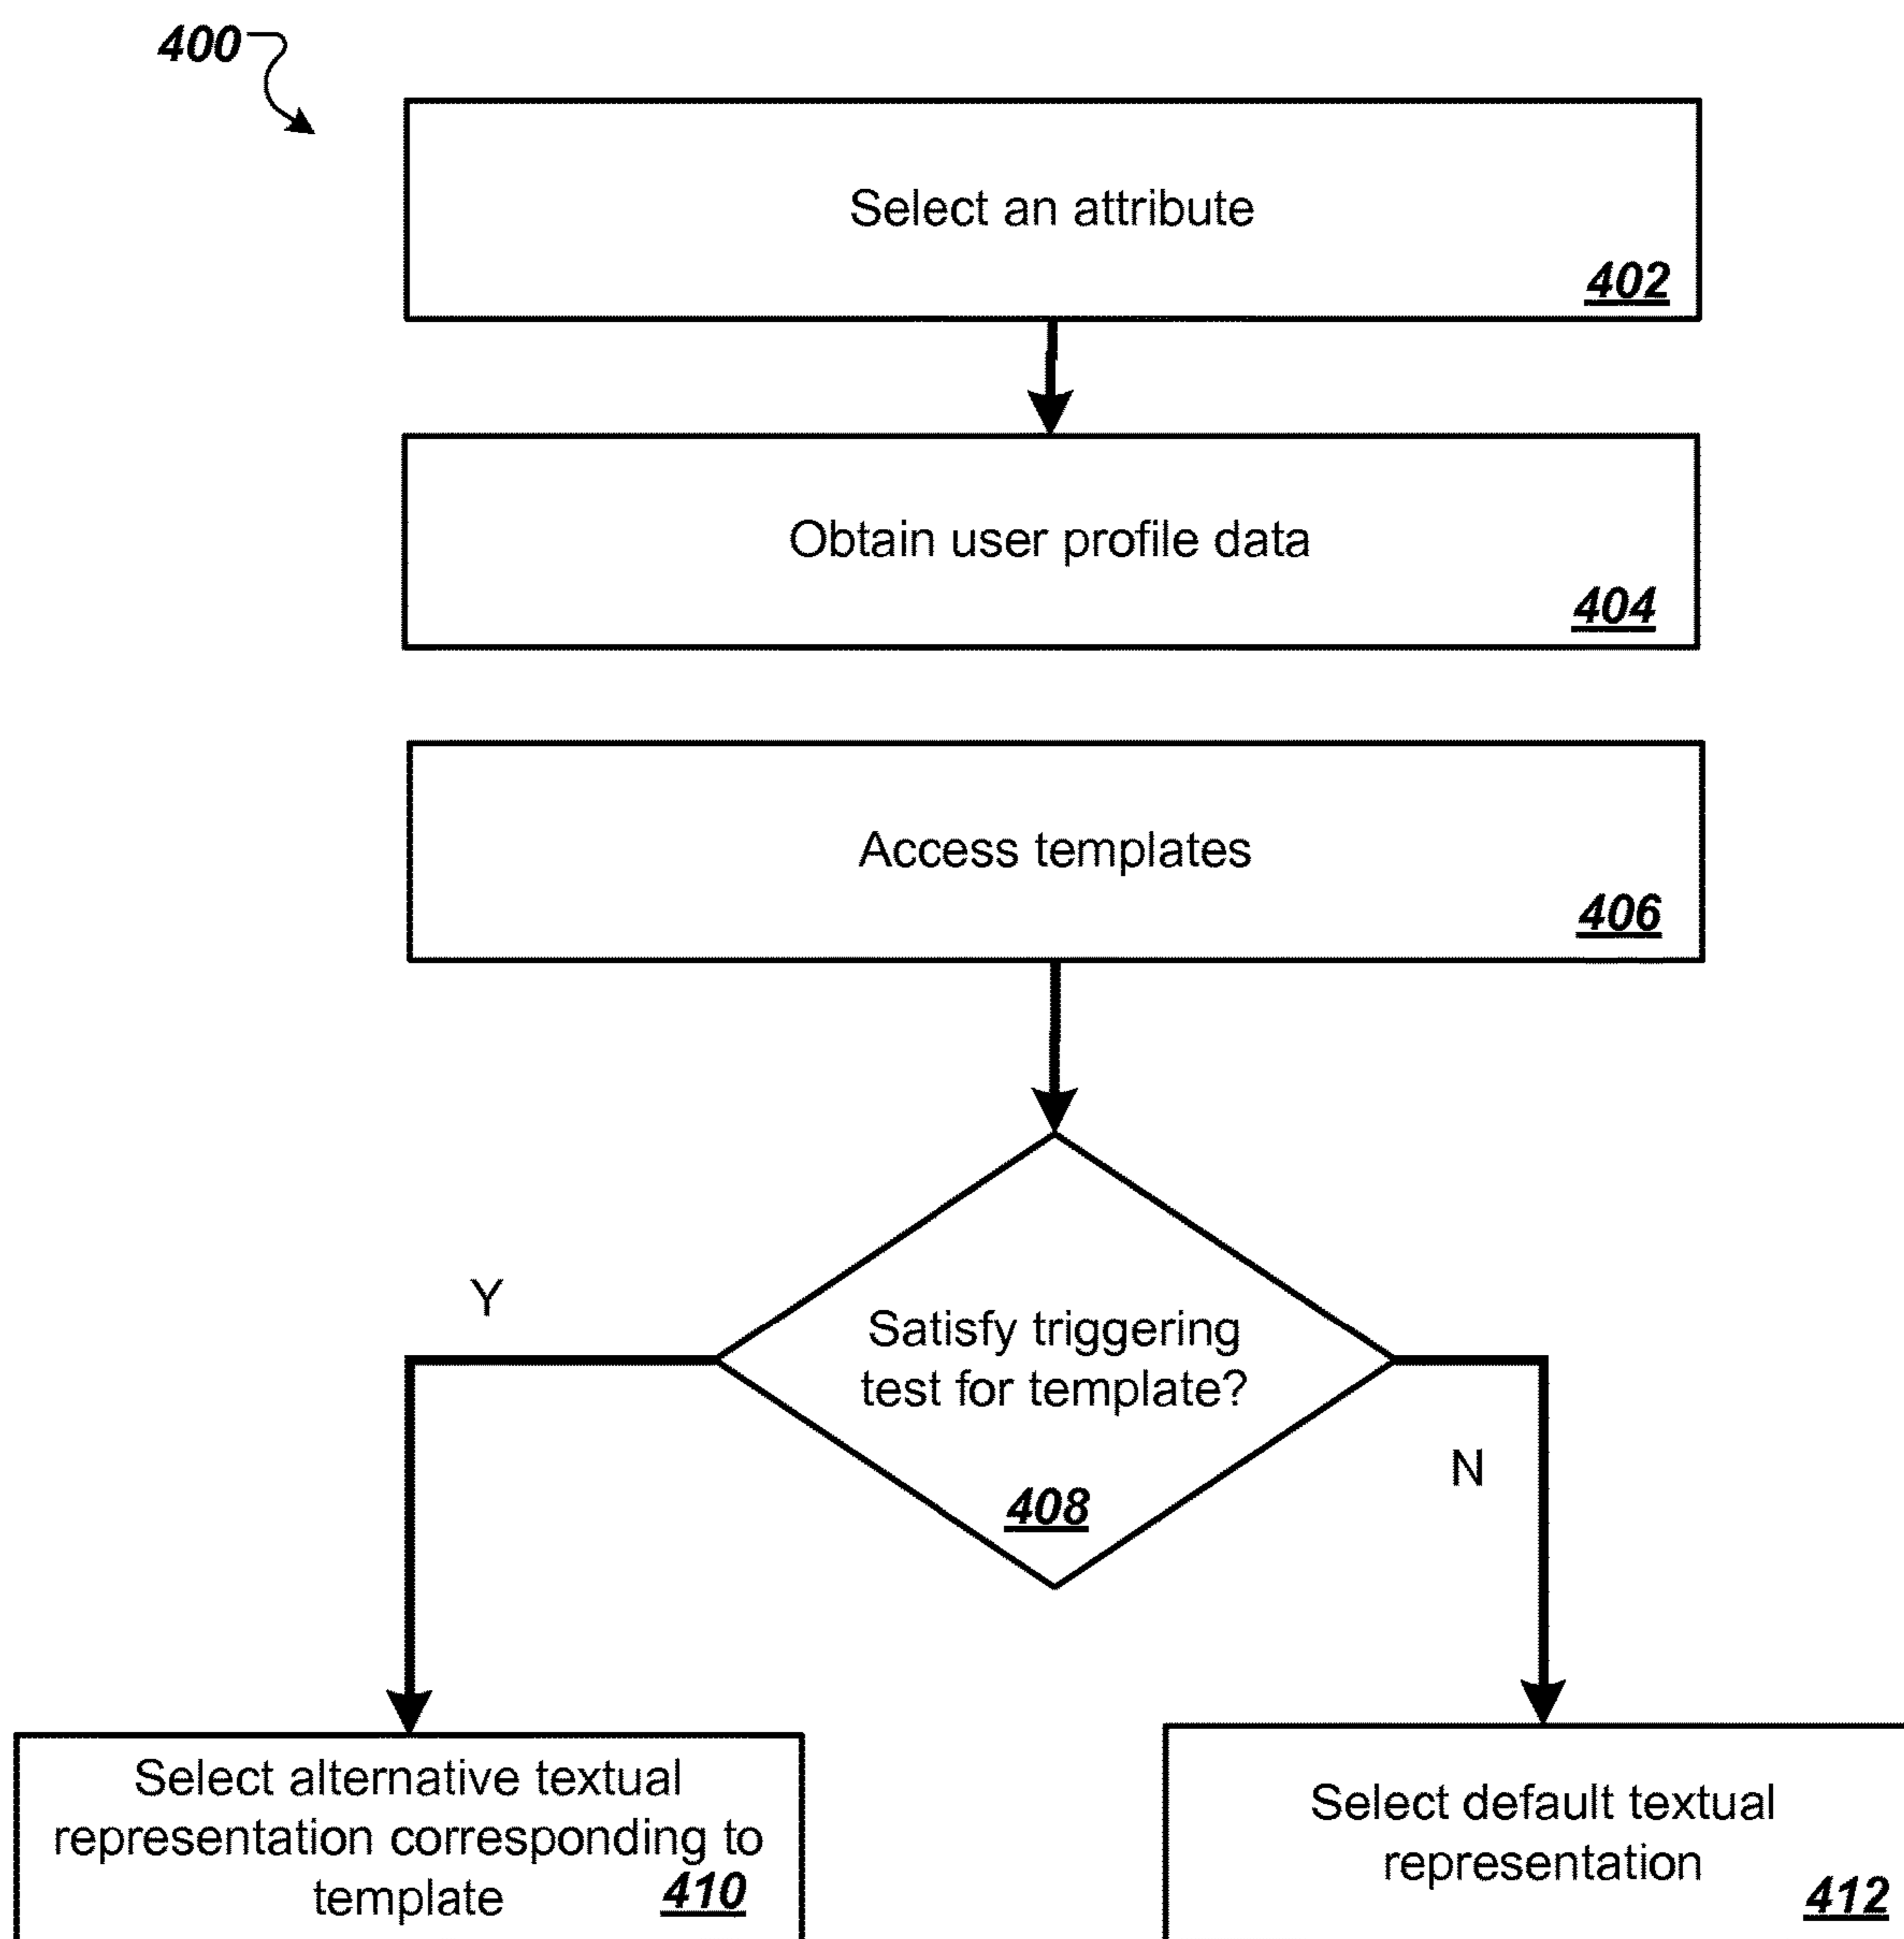 400
Select an attribute
402
Obtain user profile data
404
Access templates
406
Y
Satisfy triggering
test for template?
N
408
Select alternative textual
representation corresponding to
template
410
Select default textual
representation
412